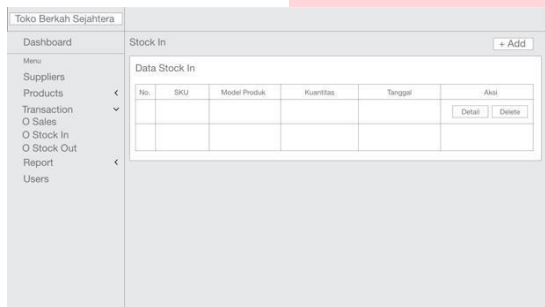 Toko Berkah Sejahtera
Dashboard
Menu
Suppliers
Products
Transaction
O Sales
O Stock In
O Stock Out
Report
Users
Stock In
+ Add
Data Stock In
No. SKU Model Produk Kuantitas Tanggal Aksi
Detail Delete